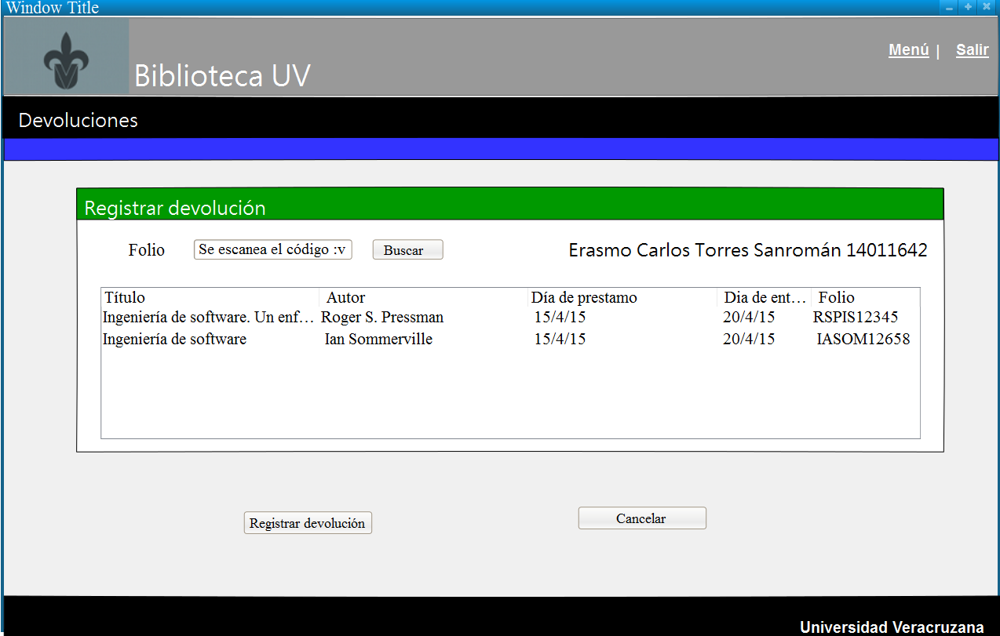 Window Title
Menú | Salir
Biblioteca UV
Devoluciones
Registrar devolución
Folio Se escanea el código :v Buscar Erasmo Carlos Torres Sanromán 14011642
Título Autor Día de prestamo Dia de ent... Folio
Ingeniería de software. Un enf... Roger S. Pressman 15/4/15 20/4/15 RSPIS12345
Ingeniería de software Ian Sommerville 15/4/15 20/4/15 IASOM12658
Registrar devolución Cancelar
Universidad Veracruzana